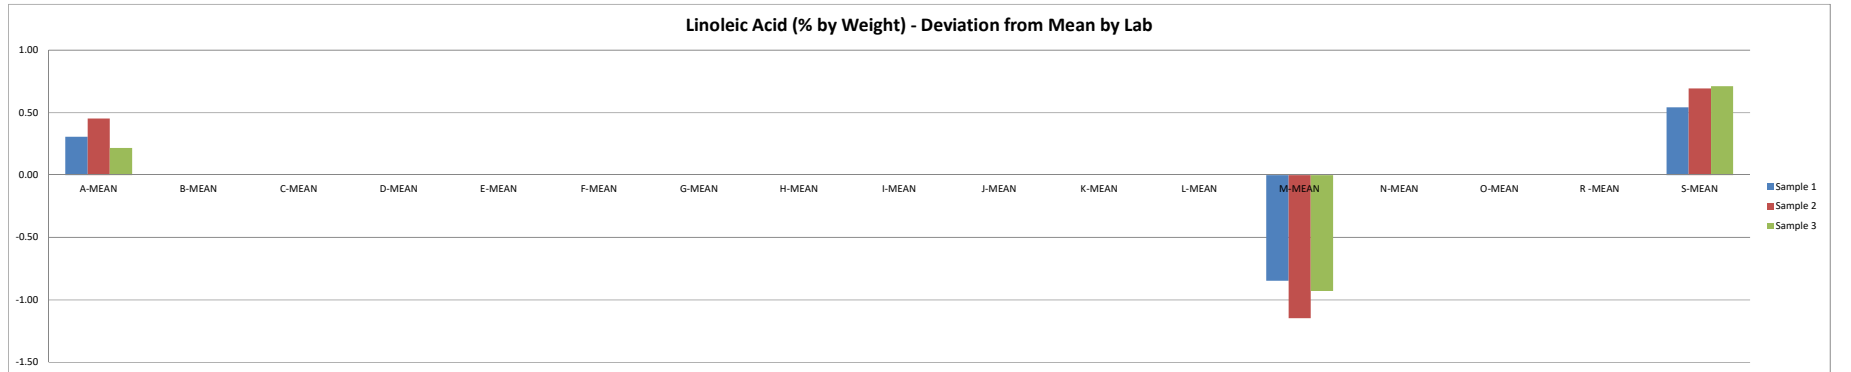 Linoleic Acid (% by Weight) - Deviation from Mean by Lab
1.00
0.50
0.00
A-MEAN B-MEAN C-MEAN D-MEAN E-MEAN F-MEAN G-MEAN H-MEAN I-MEAN J-MEAN K-MEAN L-MEAN M-MEAN N-MEAN O-MEAN R -MEAN S-MEAN
Sample 1
Sample 2
Sample 3
-0.50
-1.00
-1.50